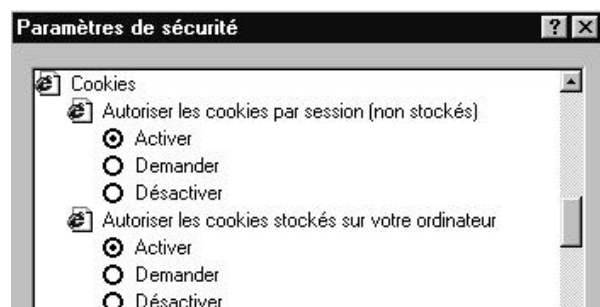 Paramètres de sécurité
Cookies
Autoriser les cookies par session (non stockés)
Activer
Demander
Désactiver
Autoriser les cookies stockés sur votre ordinateur
Activer
Demander
Désactiver